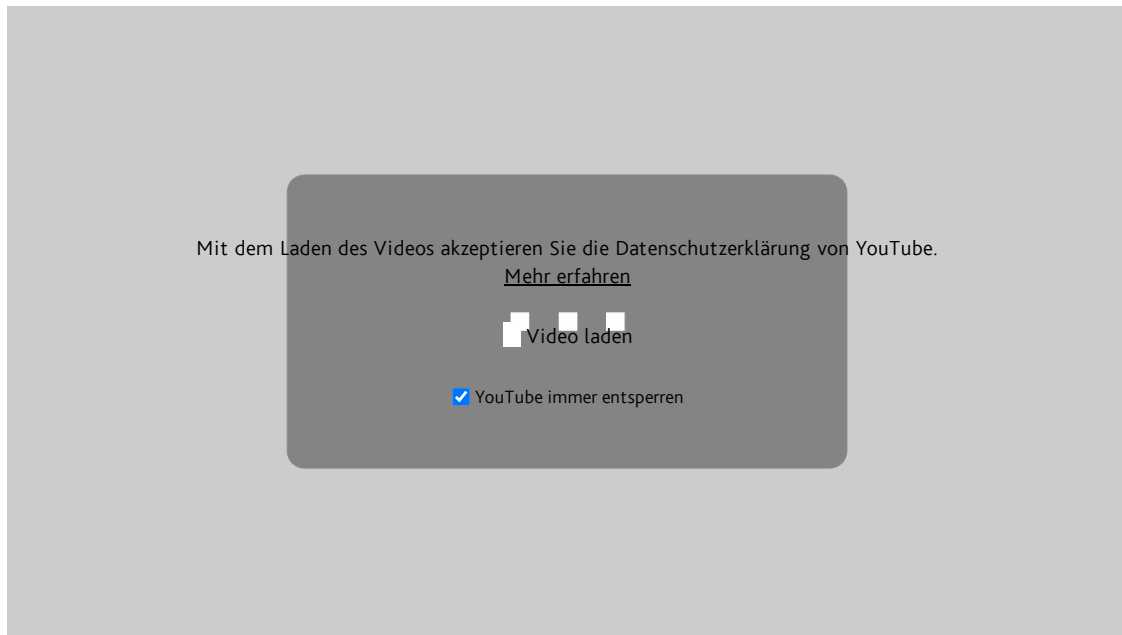 Mit dem Laden des Videos akzeptieren Sie die Datenschutzerklärung von YouTube.
Mehr erfahren
Video laden
YouTube immer entsperren